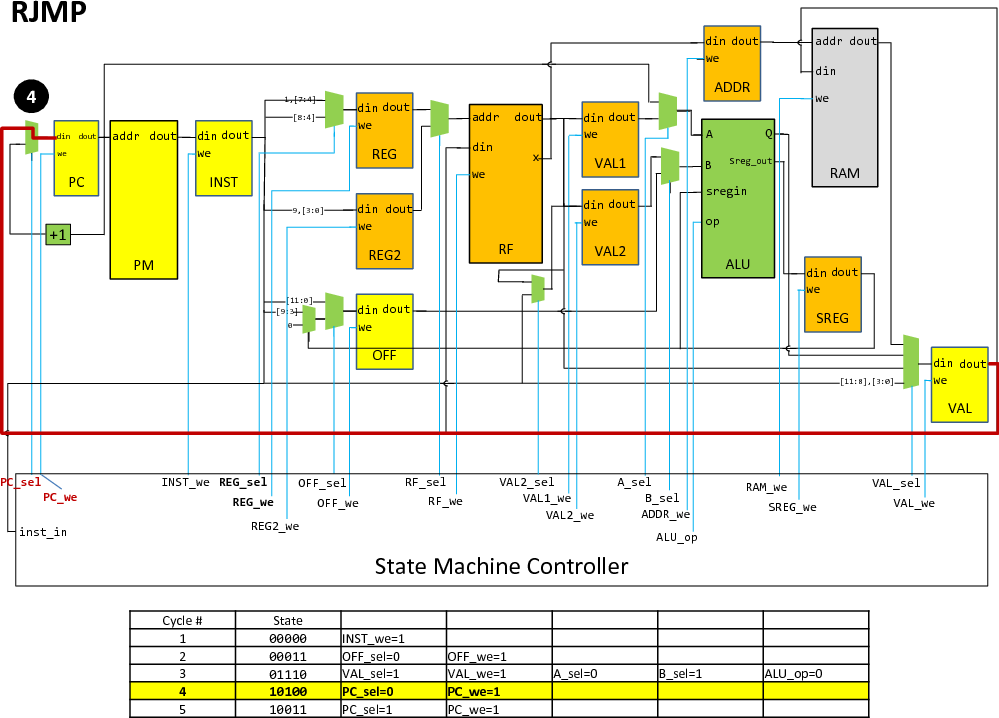 RJMP
4
din dout
we
PC
+1
addr dout
PM
din dout
we
INST
1,[7:4]
[8:4]
din dout
we
REG
9,[3:0]
din dout
we
REG2
[11:0]
[9:3]
0
din dout
we
OFF
addr dout
din
we
x
RF
din dout
we
VAL1
din dout
we
VAL2
din dout
we
ADDR
A
B
sregin
op
Q
Sreg_out
ALU
addr dout
din
we
RAM
din dout
we
SREG
[11:8],[3:0]
din dout
we
VAL
PC_sel
PC_we
inst_in
INST_we
REG_sel
REG_we
REG2_we
OFF_sel
OFF_we
RF_sel
RF_we
VAL2_sel
VAL1_we
VAL2_we
A_sel
B_sel
ADDR_we
ALU_op
RAM_we
SREG_we
VAL_sel
VAL_we
State Machine Controller
Cycle # State
1 00000 INST_we=1
2 00011 OFF_sel=0 OFF_we=1
3 01110 VAL_sel=1 VAL_we=1 A_sel=0 B_sel=1 ALU_op=0
4 10100 PC_sel=0 PC_we=1
5 10011 PC_sel=1 PC_we=1